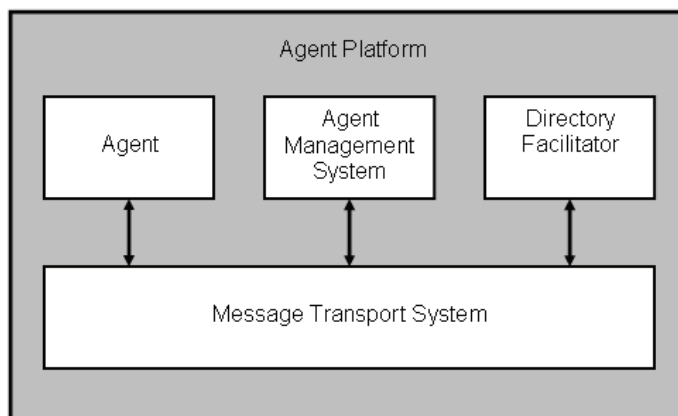 Agent Platform
Agent
Agent
Management
System
Directory
Facilitator
Message Transport System